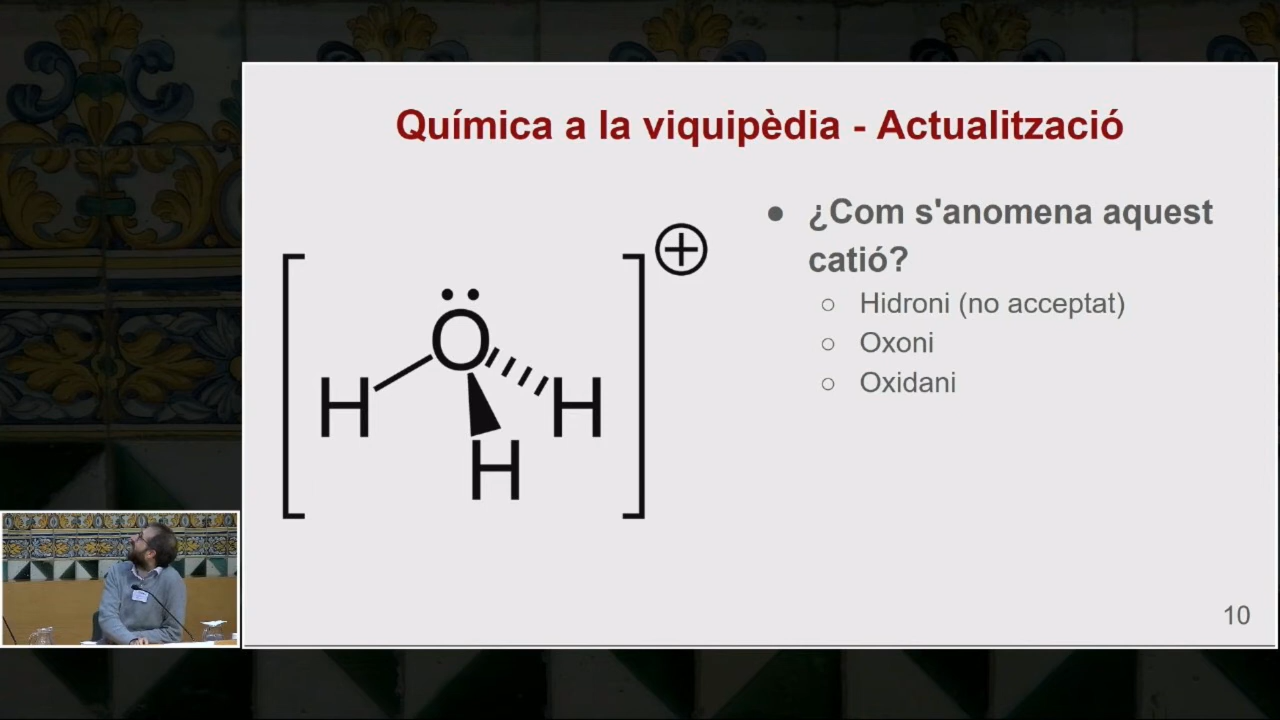 Química a la viquipèdia - Actualització
● ¿Com s'anomena aquest
catió?
○ Hidroni (no acceptat)
○ Oxoni
○ Oxidani
O
H
H
H
10